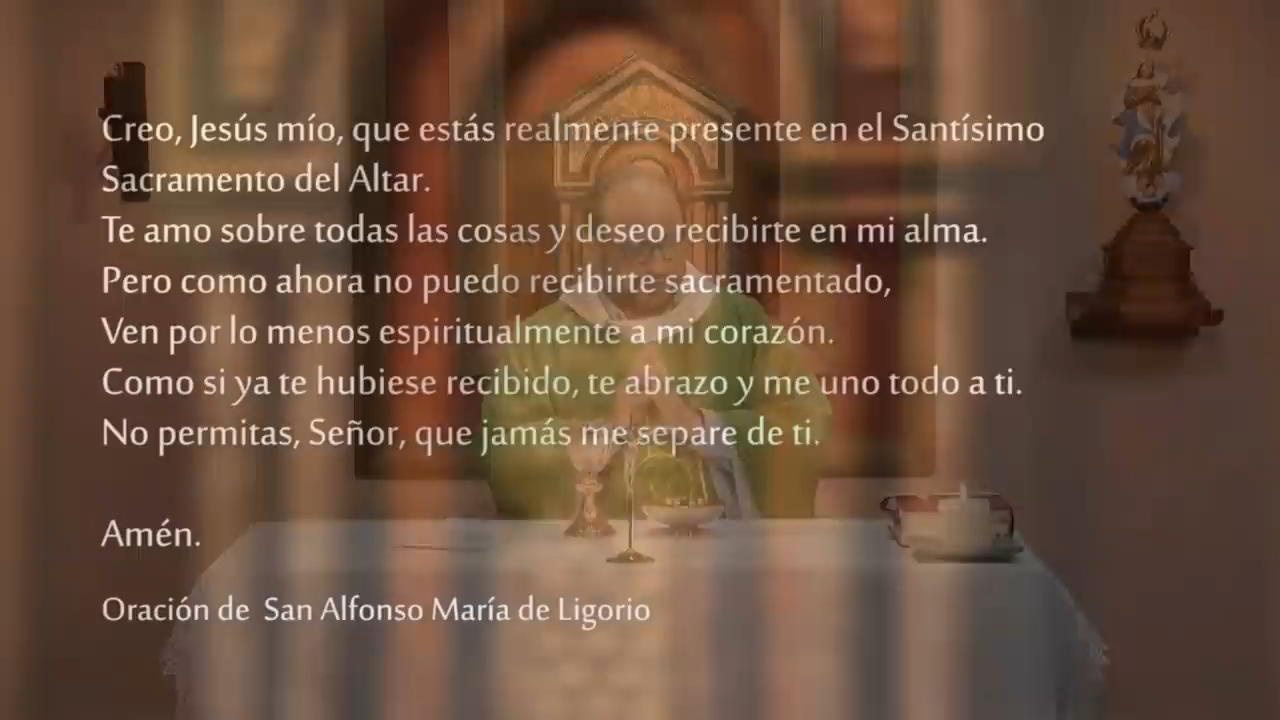 Creo, Jesús mío, que estás realmente presente en el Santísimo
Sacramento del Altar.
Te amo sobre todas las cosas y deseo recibirte en mi alma.
Pero como ahora no puedo recibirte sacramentado,
Ven por lo menos espiritualmente a mi corazón.
Como si ya te hubiese recibido, te abrazo y me uno todo a ti.
No permitas, Señor, que jamás me separe de ti.
Amén.
Oración de San Alfonso María de Ligorio